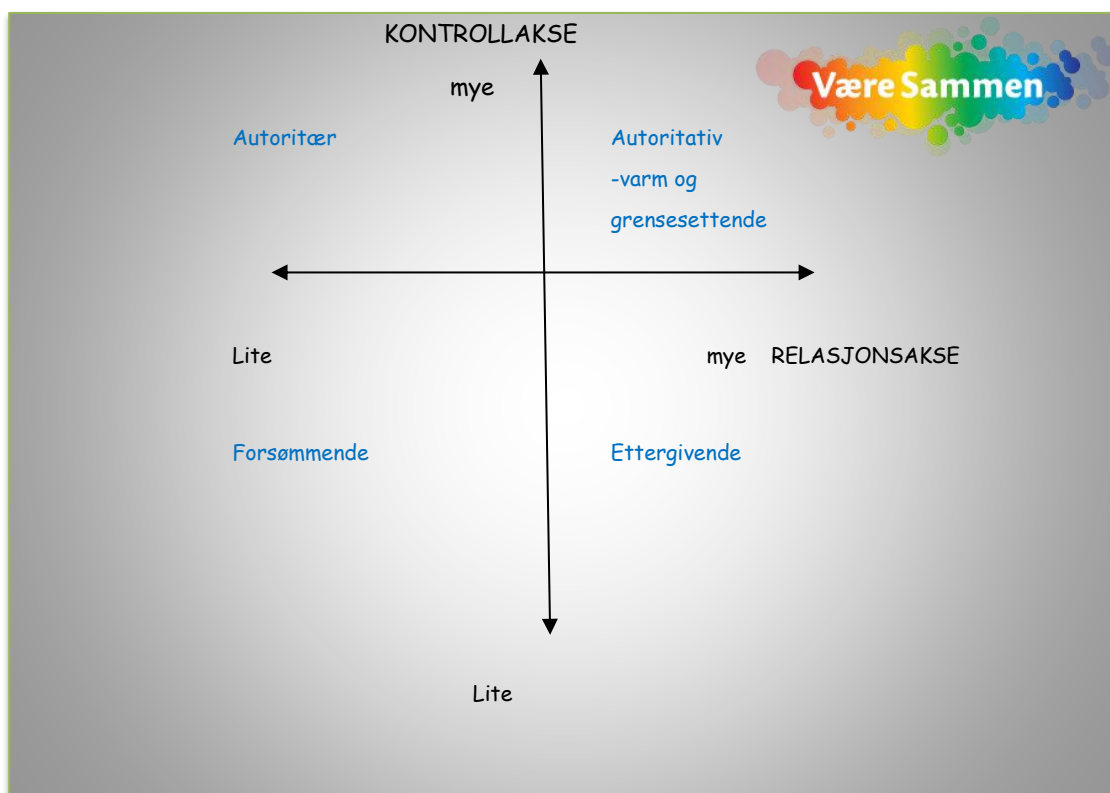 KONTROLLAKSE
mye
Være Sammen
Autoritær
Autoritativ
-varm og
grensesettende
Lite
mye RELASJONSAKSE
Forsømmende
Ettergivende
Lite